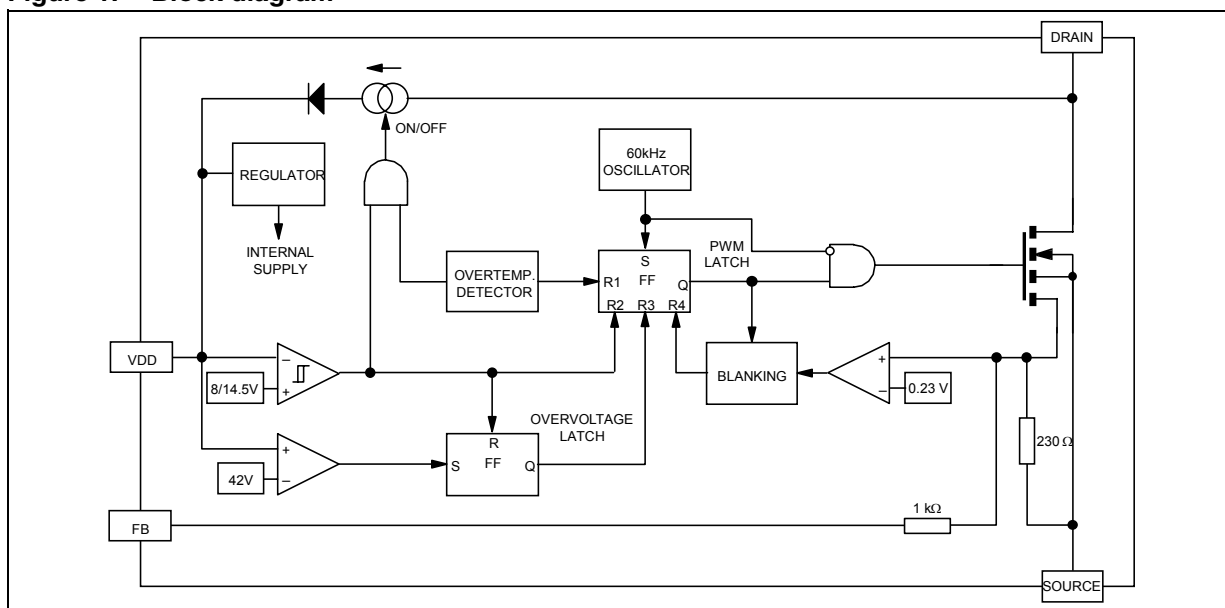 Figure 1. Block diagram
DRAIN
ON/OFF
REGULATOR
INTERNAL
SUPPLY
60kHz
OSCILLATOR
PWM
LATCH
OVERTEMP.
DETECTOR
S
FF
Q
R1
R2 R3 R4
VDD
8/14.5V
−
+
BLANKING
+
−
0.23 V
OVERVOLTAGE
LATCH
R
FF
S
Q
42V
+
−
230 Ω
1 kΩ
FB
SOURCE